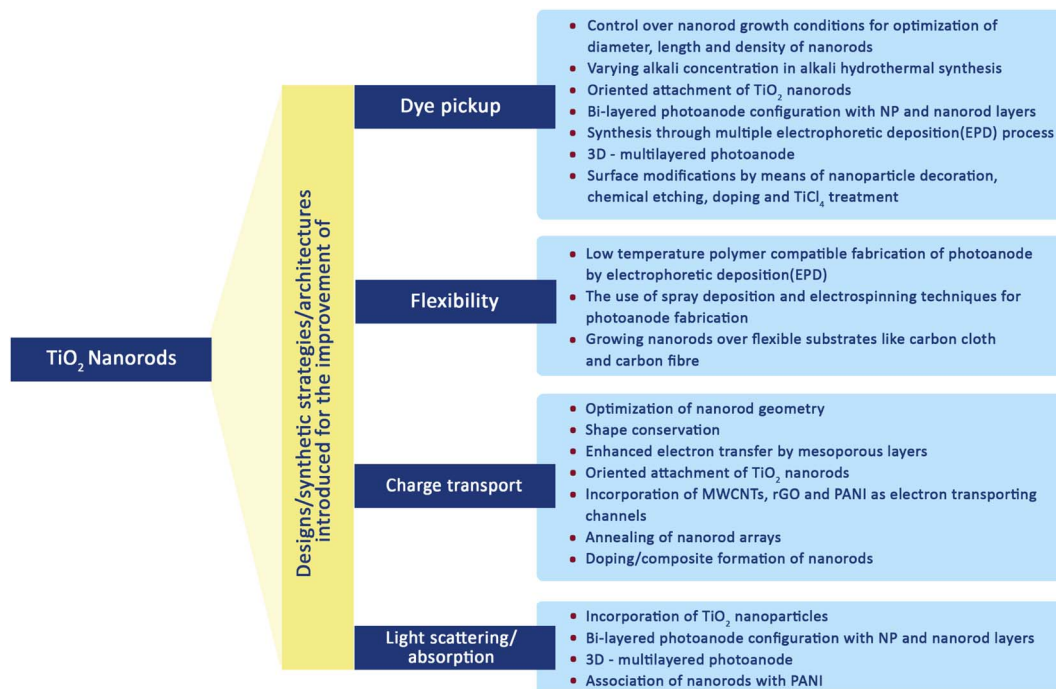 TiO₂ Nanorods
Designs/synthetic strategies/architectures
introduced for the improvement of
Dye pickup
• Control over nanorod growth conditions for optimization of
diameter, length and density of nanorods
• Varying alkali concentration in alkali hydrothermal synthesis
• Oriented attachment of TiO₂ nanorods
• Bi-layered photoanode configuration with NP and nanorod layers
• Synthesis through multiple electrophoretic deposition(EPD) process
• 3D - multilayered photoanode
• Surface modifications by means of nanoparticle decoration,
chemical etching, doping and TiCl₄ treatment
Flexibility
• Low temperature polymer compatible fabrication of photoanode
by electrophoretic deposition(EPD)
• The use of spray deposition and electrospinning techniques for
photoanode fabrication
• Growing nanorods over flexible substrates like carbon cloth
and carbon fibre
Charge transport
• Optimization of nanorod geometry
• Shape conservation
• Enhanced electron transfer by mesoporous layers
• Oriented attachment of TiO₂ nanorods
• Incorporation of MWCNTs, rGO and PANI as electron transporting
channels
• Annealing of nanorod arrays
• Doping/composite formation of nanorods
Light scattering/
absorption
• Incorporation of TiO₂ nanoparticles
• Bi-layered photoanode configuration with NP and nanorod layers
• 3D - multilayered photoanode
• Association of nanorods with PANI